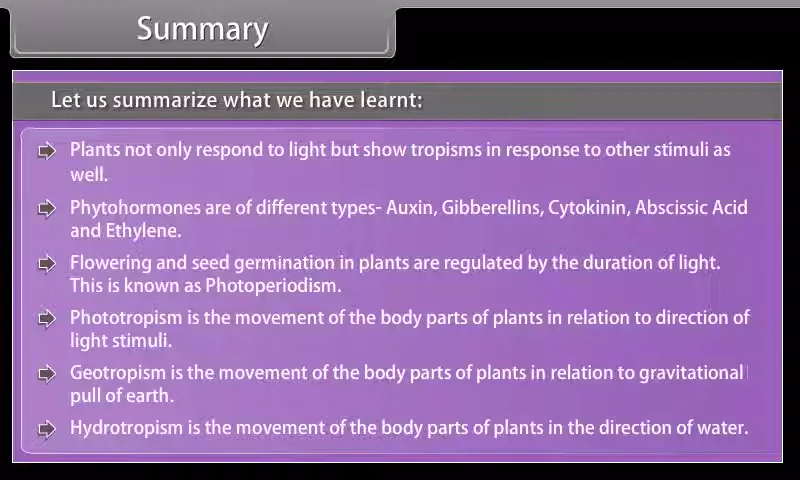 Summary
Let us summarize what we have learnt:
Plants not only respond to light but show tropisms in response to other stimuli as
well.
Phytohormones are of different types- Auxin, Gibberellins, Cytokinin, Abscissic Acid
and Ethylene.
Flowering and seed germination in plants are regulated by the duration of light.
This is known as Photoperiodism.
Phototropism is the movement of the body parts of plants in relation to direction of
light stimuli.
Geotropism is the movement of the body parts of plants in relation to gravitational
pull of earth.
Hydrotropism is the movement of the body parts of plants in the direction of water.